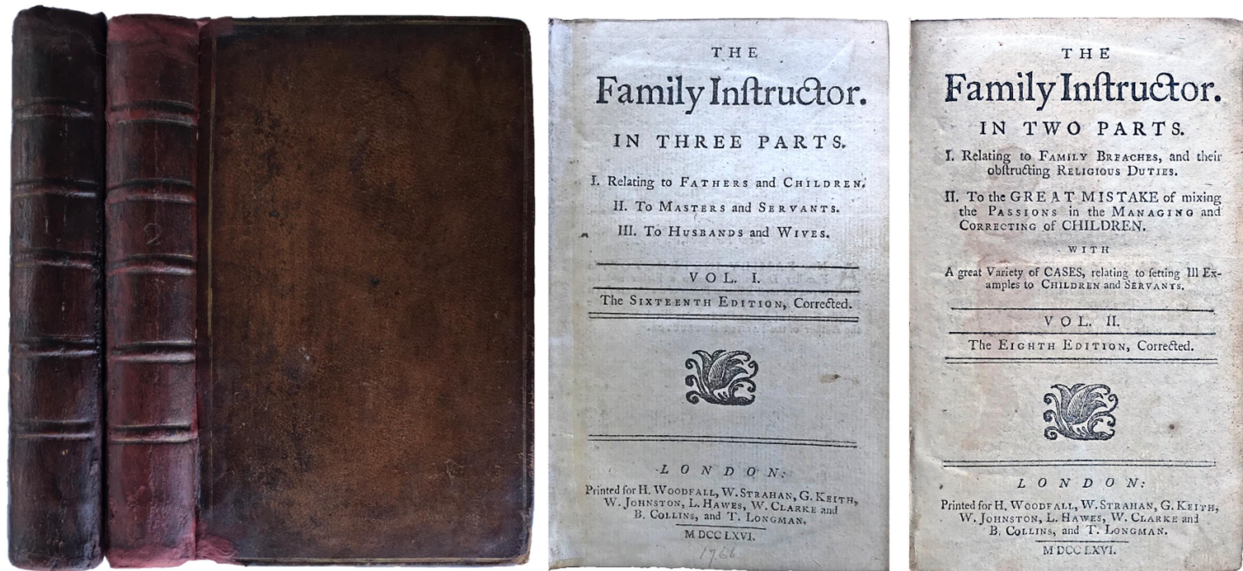 2
THE
Family Inſtructor.
IN THREE PARTS.
I. Relating to FATHERS and CHILDREN.
II. To MASTERS and SERVANTS.
III. To HUSBANDS and WIVES.
VOL. I.
The SIXTEENTH EDITION, Corrected.
LONDON:
Printed for H. WOODFALL, W. STRAHAN, G. KEITH,
W. JOHNSTON, L. HAWES, W. CLARKE and
B. COLLINS, and T. LONGMAN.
M DCC LXVI.
1766
THE
Family Inſtructor.
IN TWO PARTS.
I. Relating to FAMILY BREACHES, and their
obſtructing RELIGIOUS DUTIES.
II. To the GREAT MISTAKE of mixing
the PASSIONS in the MANAGING and
CORRECTING of CHILDREN.
WITH
A great Variety of CASES, relating to ſetting Ill Ex-
amples to CHILDREN and SERVANTS.
VOL. II.
The EIGHTH EDITION, Corrected.
LONDON:
Printed for H. WOODFALL, W. STRAHAN, G. KEITH,
W. JOHNSTON, L. HAWES, W. CLARKE and
B. COLLINS, and T. LONGMAN.
M DCC LXVI.